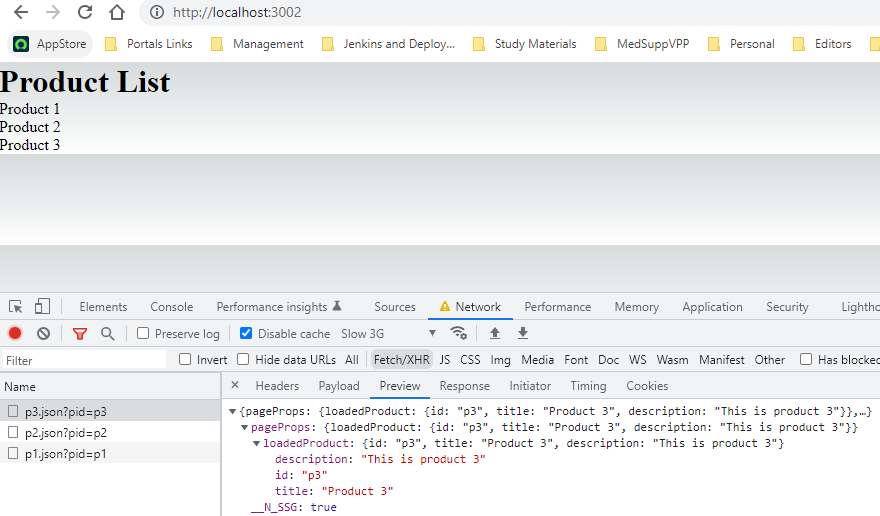 http://localhost:3002
AppStore Portals Links Management Jenkins and Deploy... Study Materials MedSuppVPP Personal Editors
Product List
Product 1
Product 2
Product 3
Elements Console Performance insights Sources Network Performance Memory Application Security Lightho
Preserve log Disable cache Slow 3G
Filter Invert Hide data URLs All Fetch/XHR JS CSS Img Media Font Doc WS Wasm Manifest Other Has blocked
Name × Headers Payload Preview Response Initiator Timing Cookies
p3.json?pid=p3
p2.json?pid=p2
p1.json?pid=p1
{pageProps: {loadedProduct: {id: "p3", title: "Product 3", description: "This is product 3"}},…}
pageProps: {loadedProduct: {id: "p3", title: "Product 3", description: "This is product 3"}}
loadedProduct: {id: "p3", title: "Product 3", description: "This is product 3"}
description: "This is product 3"
id: "p3"
title: "Product 3"
__N_SSG: true